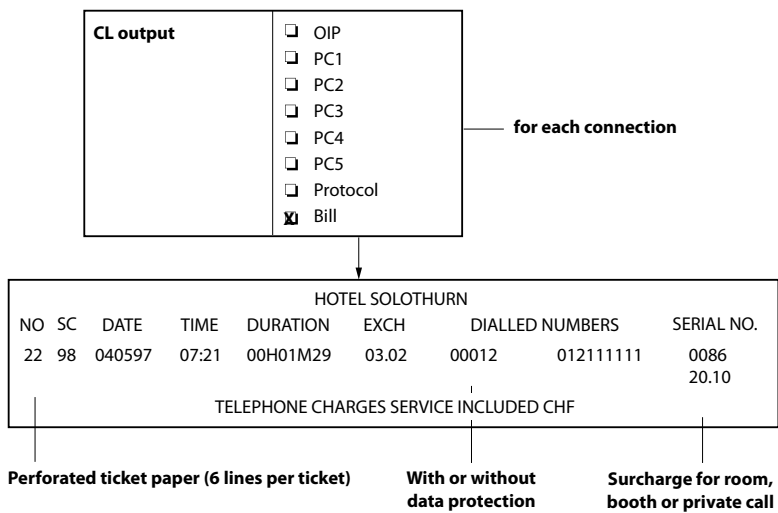 CL output
OIP
PC1
PC2
PC3
PC4
PC5
Protocol
X Bill
for each connection
HOTEL SOLOTHURN
NO SC DATE TIME DURATION EXCH DIALLED NUMBERS SERIAL NO.
22 98 040597 07:21 00H01M29 03.02 00012 012111111 0086
20.10
TELEPHONE CHARGES SERVICE INCLUDED CHF
Perforated ticket paper (6 lines per ticket)
With or without
data protection
Surcharge for room,
booth or private call